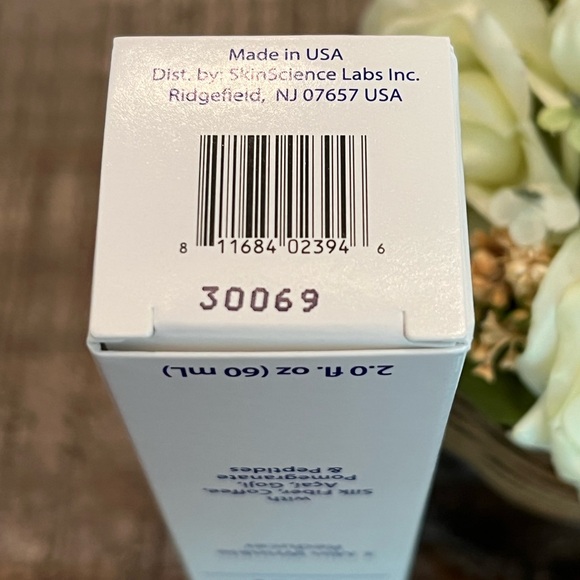 Made in USA
Dist. by: SkinScience Labs Inc.
Ridgefield, NJ 07657 USA
8 11684 02394 6
30069
2.0 fl. oz (60 mL)
& Peptides
Pomegranate
Açai, Goji,
Silk Fiber, Coffee,
with